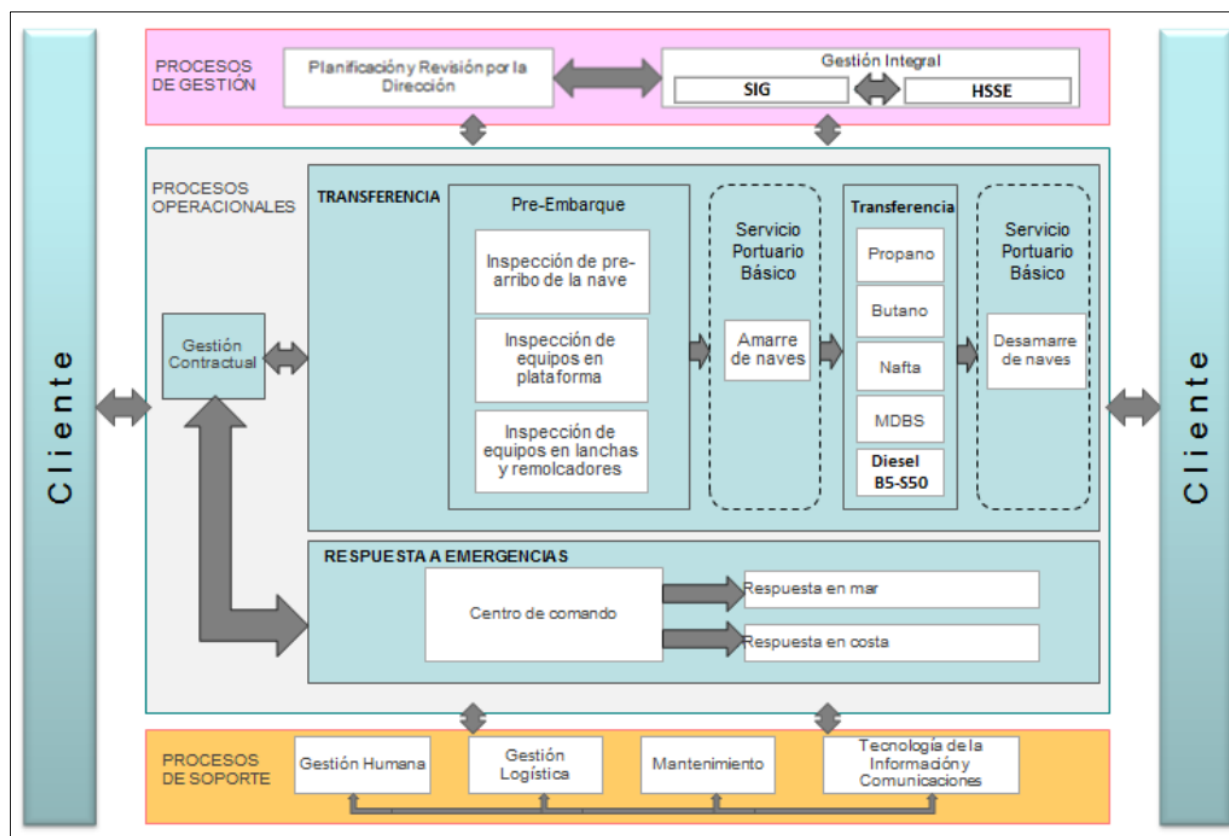 Cliente
PROCESOS
DE GESTIÓN
Planificación y Revisión por la
Dirección
Gestión Integral
SIG
HSSE
PROCESOS
OPERACIONALES
Gestión
Contractual
TRANSFERENCIA
Pre-Embarque
Inspección de pre-
arribo de la nave
Inspección de
equipos en
plataforma
Inspección de
equipos en lanchas
y remolcadores
Servicio
Portuario
Básico
Amarre
de naves
Transferencia
Propano
Butano
Nafta
MDBS
Diesel
B5-S50
Servicio
Portuario
Básico
Desamarre
de naves
RESPUESTA A EMERGENCIAS
Centro de comando
Respuesta en mar
Respuesta en costa
PROCESOS
DE SOPORTE
Gestión Humana
Gestión
Logística
Mantenimiento
Tecnología de la
Información y
Comunicaciones
Cliente